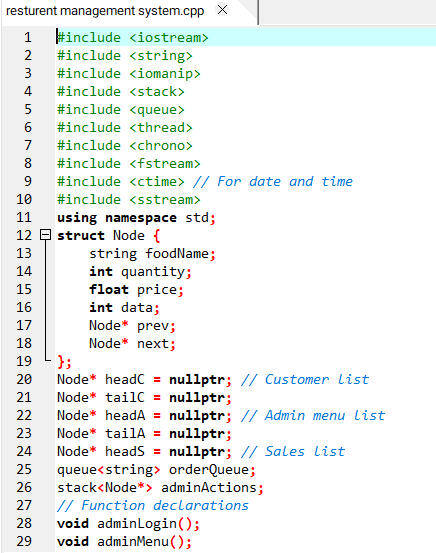 resturent management system.cpp ×
1 #include <iostream>
2 #include <string>
3 #include <iomanip>
4 #include <stack>
5 #include <queue>
6 #include <thread>
7 #include <chrono>
8 #include <fstream>
9 #include <ctime> // For date and time
10 #include <sstream>
11 using namespace std;
12 struct Node {
13     string foodName;
14     int quantity;
15     float price;
16     int data;
17     Node* prev;
18     Node* next;
19 };
20 Node* headC = nullptr; // Customer list
21 Node* tailC = nullptr;
22 Node* headA = nullptr; // Admin menu list
23 Node* tailA = nullptr;
24 Node* headS = nullptr; // Sales list
25 queue<string> orderQueue;
26 stack<Node*> adminActions;
27 // Function declarations
28 void adminLogin();
29 void adminMenu();